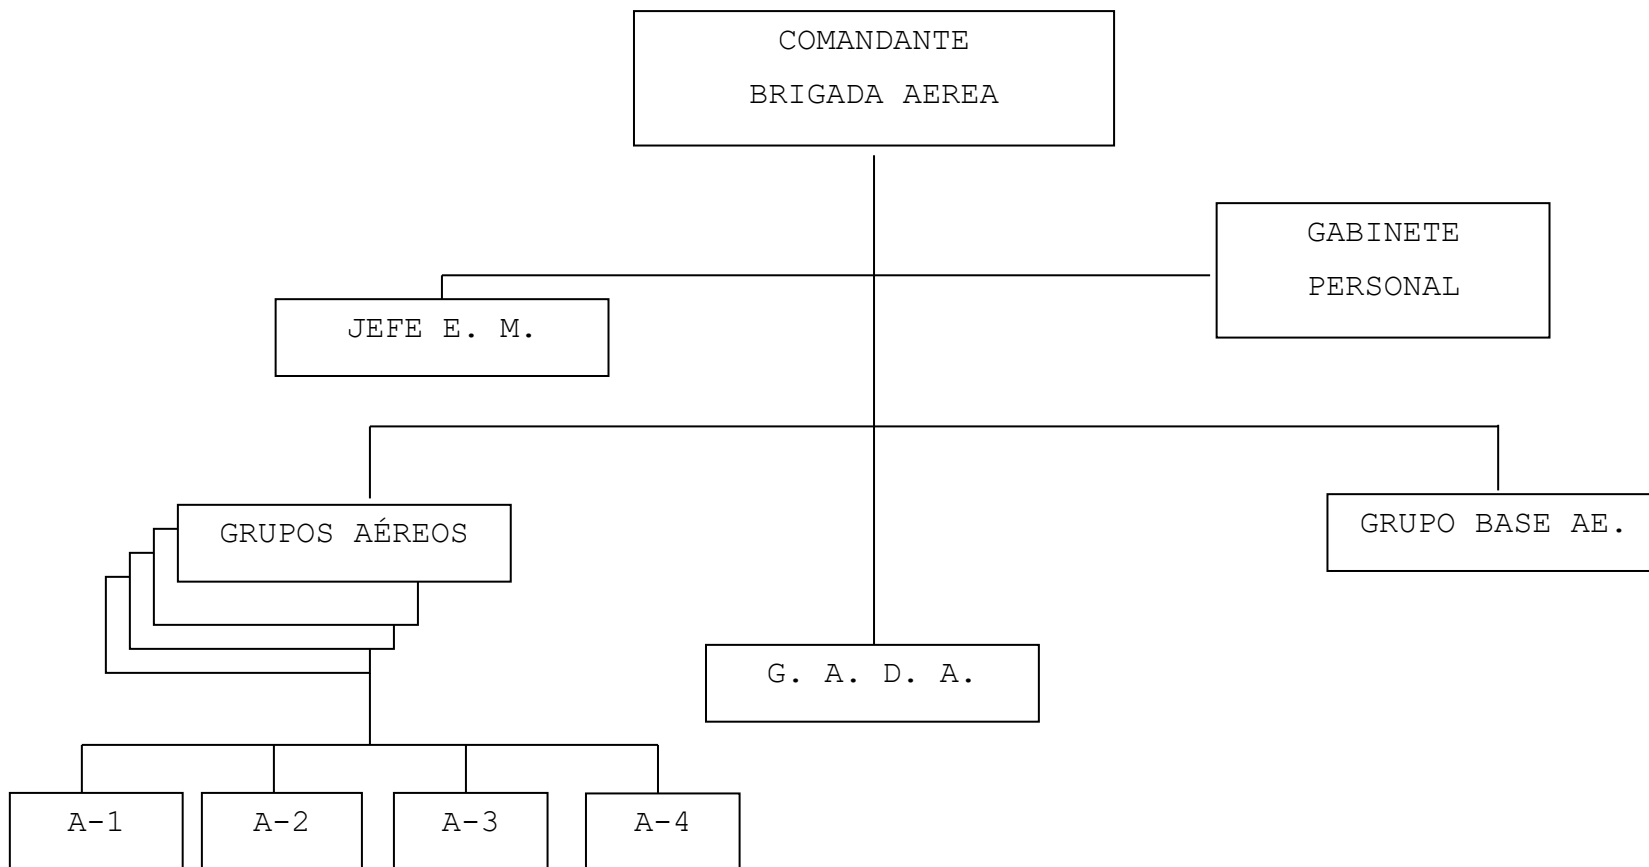 COMANDANTE
BRIGADA AEREA
GABINETE
PERSONAL
JEFE E. M.
GRUPOS AÉREOS
GRUPO BASE AE.
G. A. D. A.
A-1
A-2
A-3
A-4